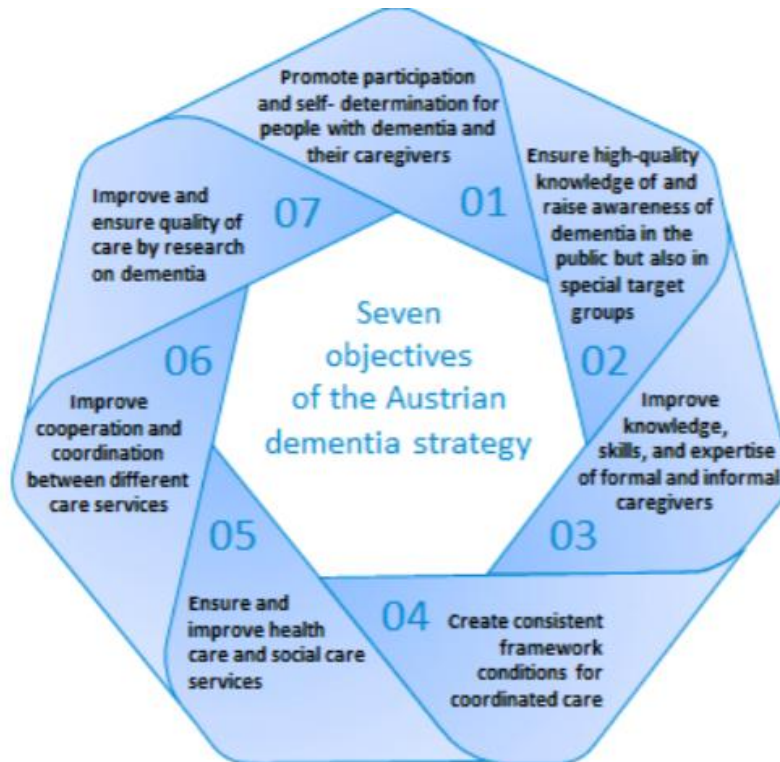 Promote participation
and self- determination for
people with dementia and
their caregivers
01
Ensure high-quality
knowledge of and
raise awareness of
dementia in the
public but also in
special target
groups
02
Improve
knowledge,
skills, and expertise
of formal and informal
caregivers
03
Create consistent
framework
conditions for
coordinated care
04
Ensure and
improve health
care and social care
services
05
Improve
cooperation and
coordination
between different
care services
06
Improve and
ensure quality of
care by research
on dementia
07
Seven
objectives
of the Austrian
dementia strategy